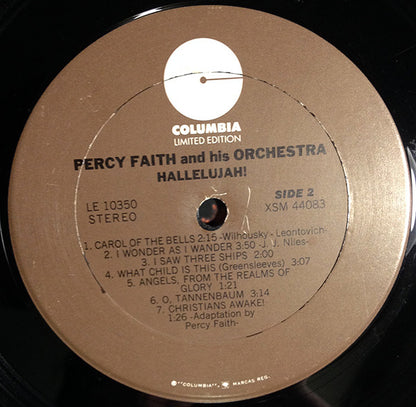 COLUMBIA
LIMITED EDITION
PERCY FAITH and his ORCHESTRA
HALLELUJAH!
LE 10350
STEREO
SIDE 2
XSM 44083
1. CAROL OF THE BELLS 2:15 -Wilhousky - Leontovich-
2. I WONDER AS I WANDER 3:50 -J. J. Niles-
3. I SAW THREE SHIPS 2:00
4. WHAT CHILD IS THIS (Greensleeves) 3:07
5. ANGELS, FROM THE REALMS OF
GLORY 1:21
6. O, TANNENBAUM 3:14
7. CHRISTIANS AWAKE!
1:26 -Adaptation by
Percy Faith-
®"COLUMBIA", MARCAS REG.